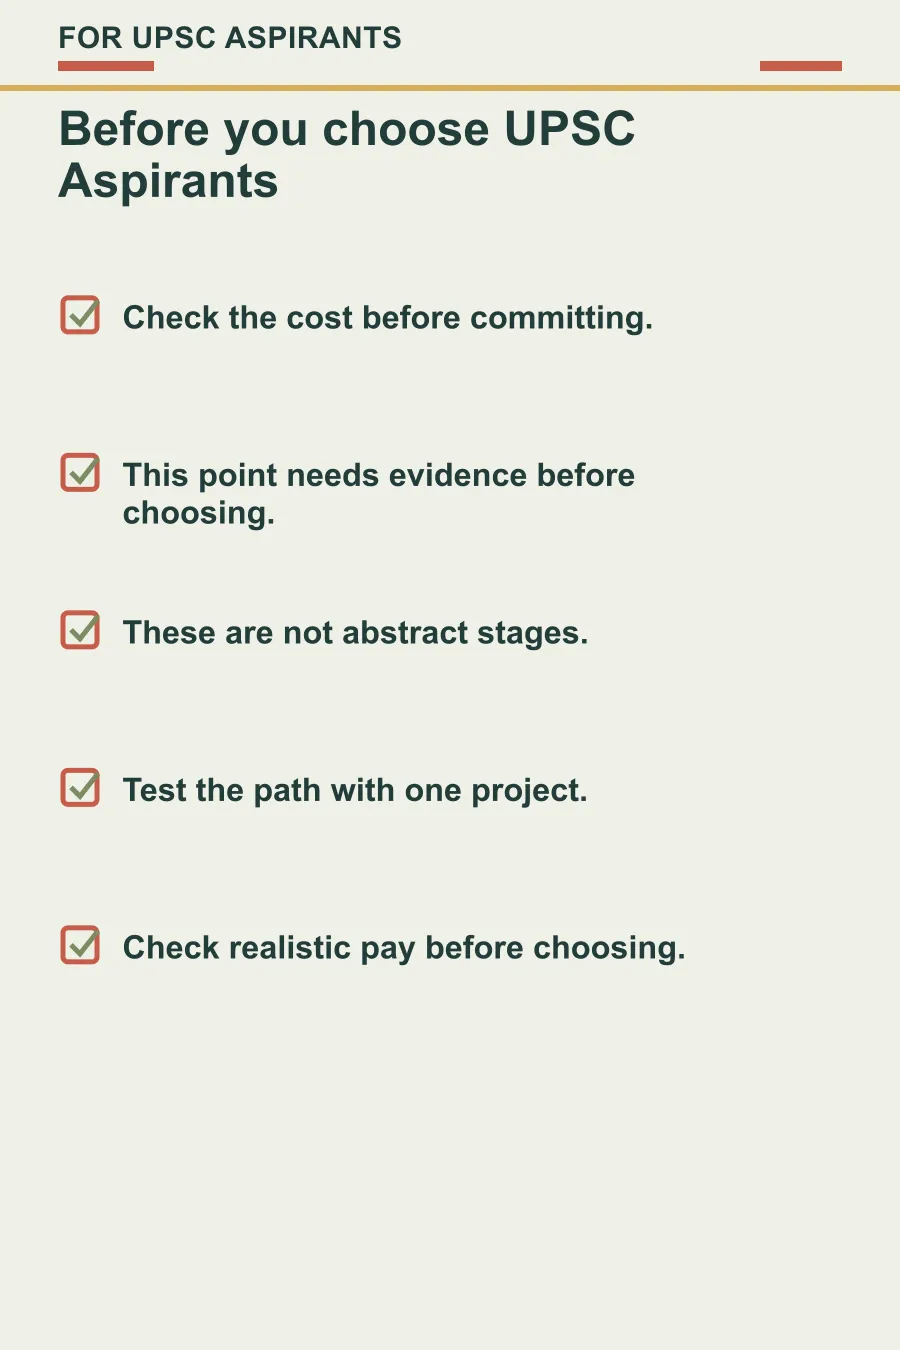 FOR UPSC ASPIRANTS
Before you choose UPSC
Aspirants
Check the cost before committing.
This point needs evidence before
choosing.
These are not abstract stages.
Test the path with one project.
Check realistic pay before choosing.